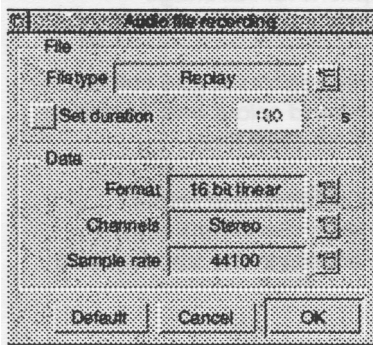 Audio file recording
File
Filetype Replay
Set duration 100 s
Data
Format 16 bit linear
Channels Stereo
Sample rate 44100
Default Cancel OK